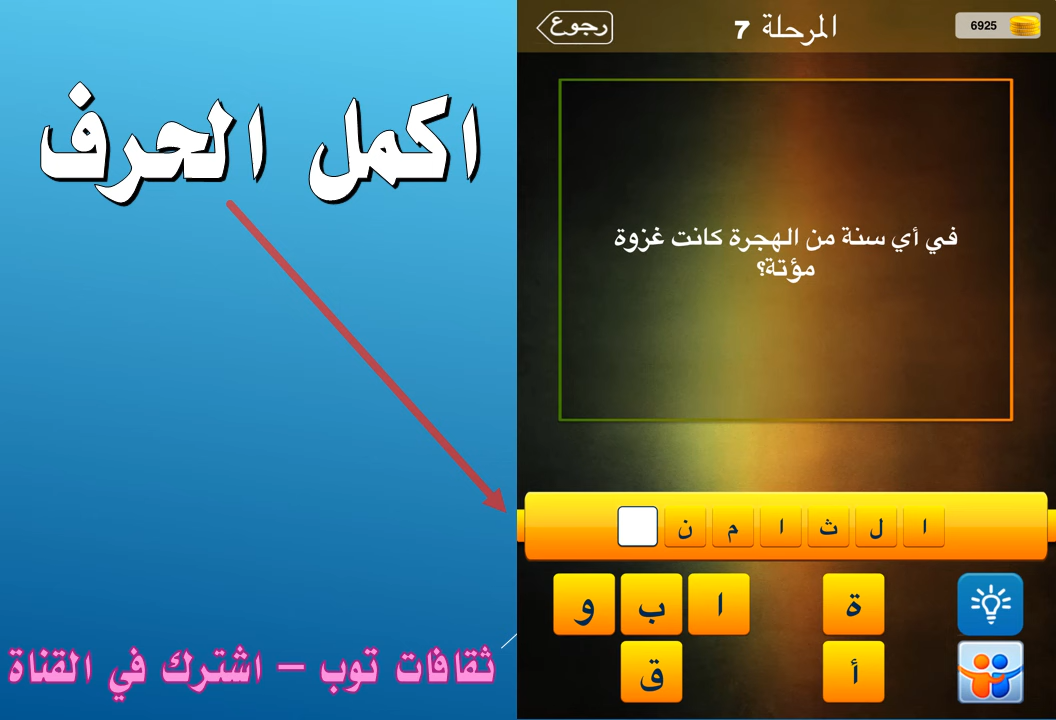 اكمل الحرف
ثقافات توب – اشترك في القناة
رجوع
المرحلة 7
6925
في أي سنة من الهجرة كانت غزوة
مؤتة؟
ا ل ث ا م ن
و ب ا ة
ق أ